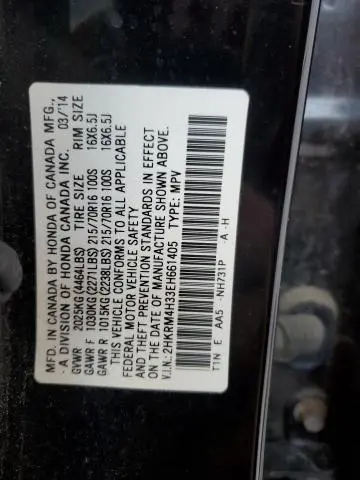 MFD. IN CANADA BY HONDA OF CANADA MFG.,
A DIVISION OF HONDA CANADA INC. 03/'14
GVWR 2025KG(4464LBS) TIRE SIZE RIM SIZE
GAWR F 1030KG(2271LBS) 215/70R16 100S 16X6.5J
GAWR R 1015KG(2238LBS) 215/70R16 100S 16X6.5J
THIS VEHICLE CONFORMS TO ALL APPLICABLE
FEDERAL MOTOR VEHICLE SAFETY
AND THEFT PREVENTION STANDARDS IN EFFECT
ON THE DATE OF MANUFACTURE SHOWN ABOVE.
V.I.N.: 2HKRM4H33EH661405 TYPE: MPV
T1N E AA5 -NH731P -A -H